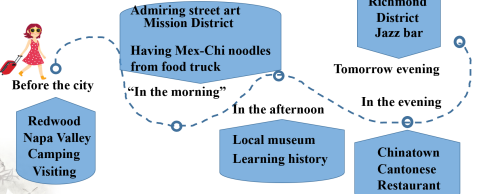 Before the city
Redwood
Napa Valley
Camping
Visiting
Admiring street art
Mission District
Having Mex-Chi noodles
from food truck
“In the morning”
In the afternoon
Local museum
Learning history
In the evening
Chinatown
Cantonese
Restaurant
Richmond
District
Jazz bar
Tomorrow evening